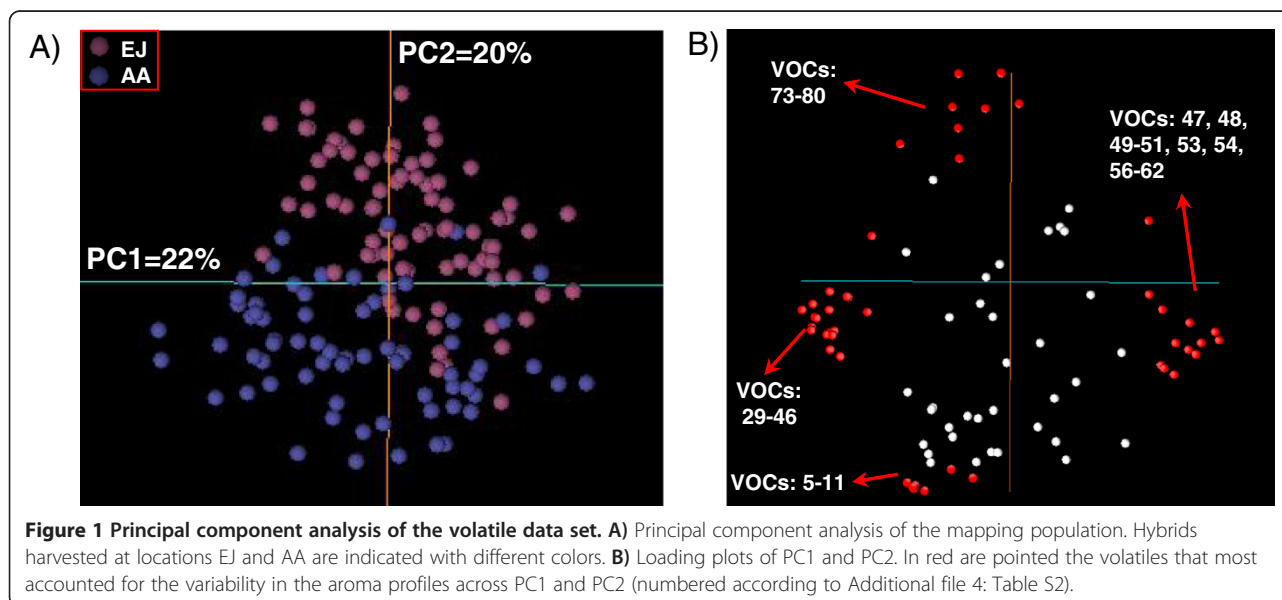 A)
EJ
AA
PC2=20%
PC1=22%
B)
VOCs:
73-80
VOCs: 47, 48,
49-51, 53, 54,
56-62
VOCs:
29-46
VOCs: 5-11
Figure 1 Principal component analysis of the volatile data set. A) Principal component analysis of the mapping population. Hybrids
harvested at locations EJ and AA are indicated with different colors. B) Loading plots of PC1 and PC2. In red are pointed the volatiles that most
accounted for the variability in the aroma profiles across PC1 and PC2 (numbered according to Additional file 4: Table S2).